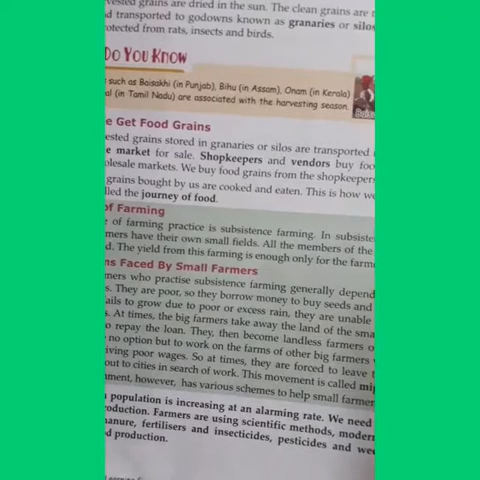 vested grains are dried in the sun. The clean grains are
transported to godowns known as granaries or silos
rotected from rats, insects and birds.
Do You Know
such as Baisakhi (in Punjab), Bihu (in Assam), Onam (in Kerala)
al (in Tamil Nadu) are associated with the harvesting season.
e Get Food Grains
ested grains stored in granaries or silos are transported
e market for sale. Shopkeepers and vendors buy foo
olesale markets. We buy food grains from the shopkeeper
grains bought by us are cooked and eaten. This is how we
lled the journey of food.
of Farming
of farming practice is subsistence farming. In subsiste
mers have their own small fields. All the members of the
d. The yield from this farming is enough only for the farme
ns Faced By Small Farmers
mers who practise subsistence farming generally depend
s. They are poor, so they borrow money to buy seeds and
ails to grow due to poor or excess rain, they are unable
s. At times, the big farmers take away the land of the sma
o repay the loan. They, then become landless farmers o
no option but to work on the farms of other big farmers
iving poor wages. So at times, they are forced to leave
out to cities in search of work. This movement is called mig
nment, however, has various schemes to help small farmer
population is increasing at an alarming rate. We need
roduction. Farmers are using scientific methods, modern
manure, fertilisers and insecticides, pesticides and wee
d production.